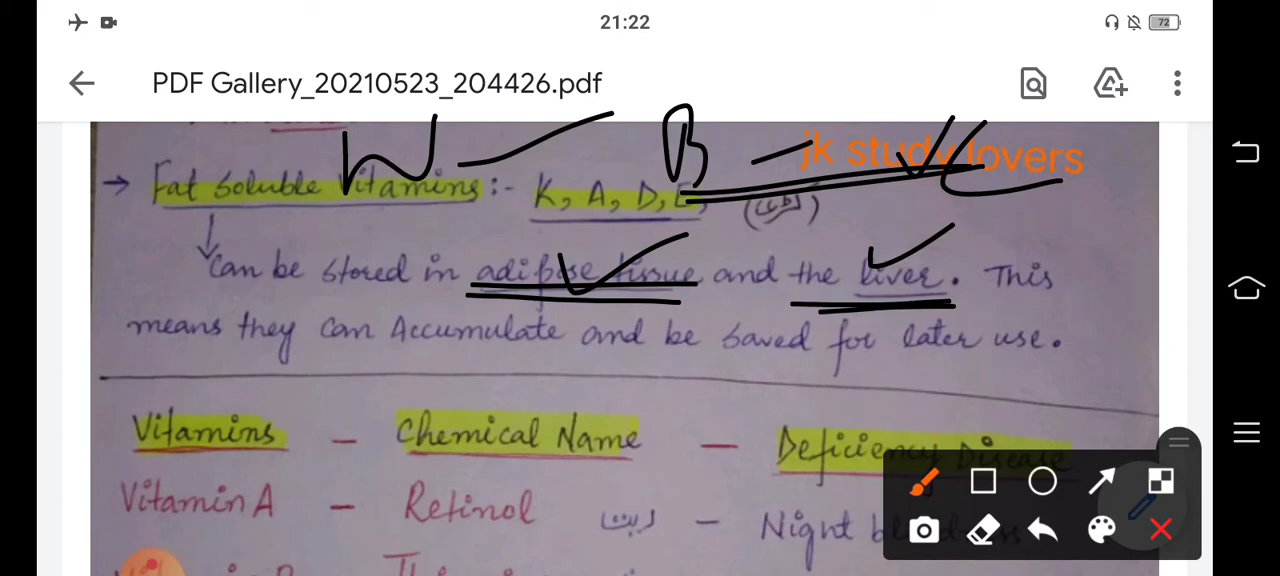 21:22
72
PDF Gallery_20210523_204426.pdf
W B
jk study lovers
→ Fat Soluble Vitamins :- K, A, D, E,
Can be stored in adipose tissue and the liver. This
means they can Accumulate and be saved for later use.
Vitamins - Chemical Name - Deficiency Disease
Vitamin A - Retinol - Night